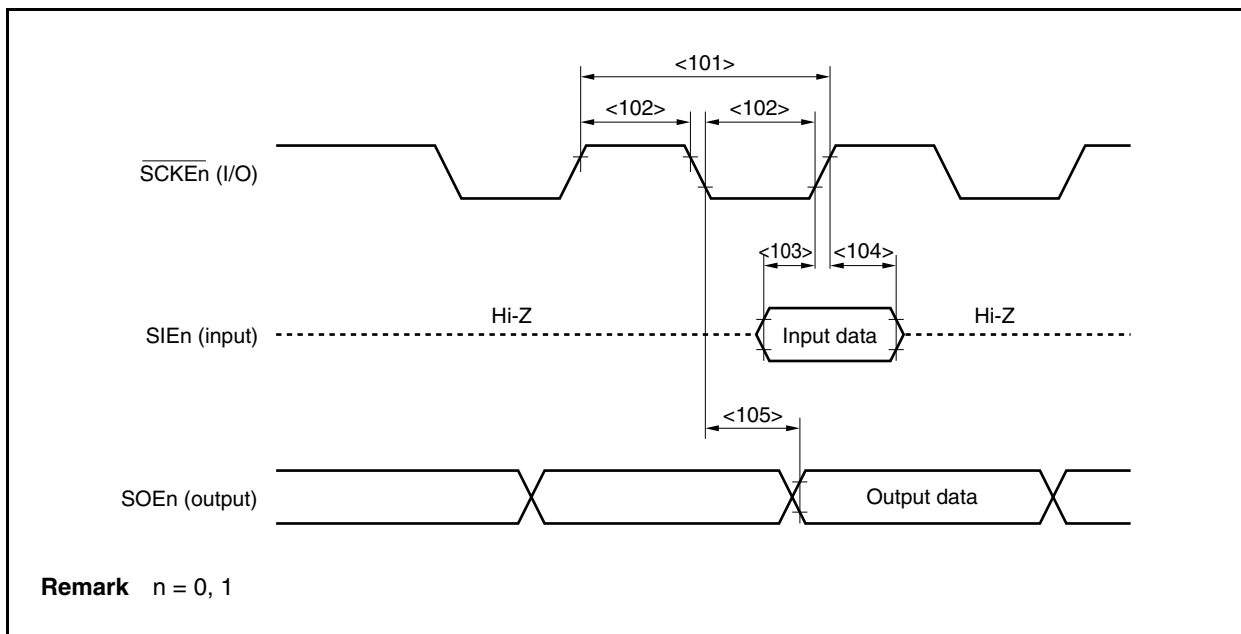 <101>
<102> <102>
SCKEn (I/O)
<103> <104>
Hi-Z Hi-Z
SIEn (input) Input data
<105>
SOEn (output) Output data
Remark n = 0, 1